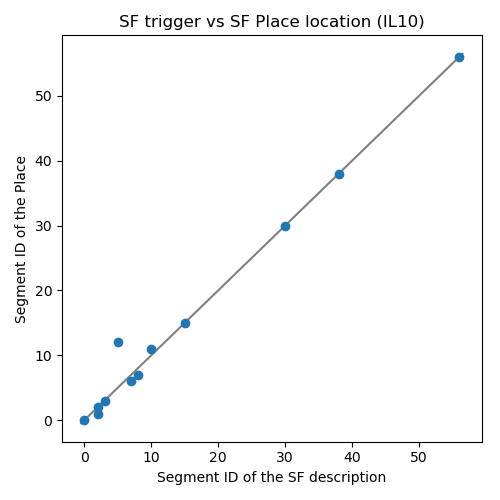 SF trigger vs SF Place location (IL10)
Segment ID of the Place
50
40
30
20
10
0
0 10 20 30 40 50
Segment ID of the SF description